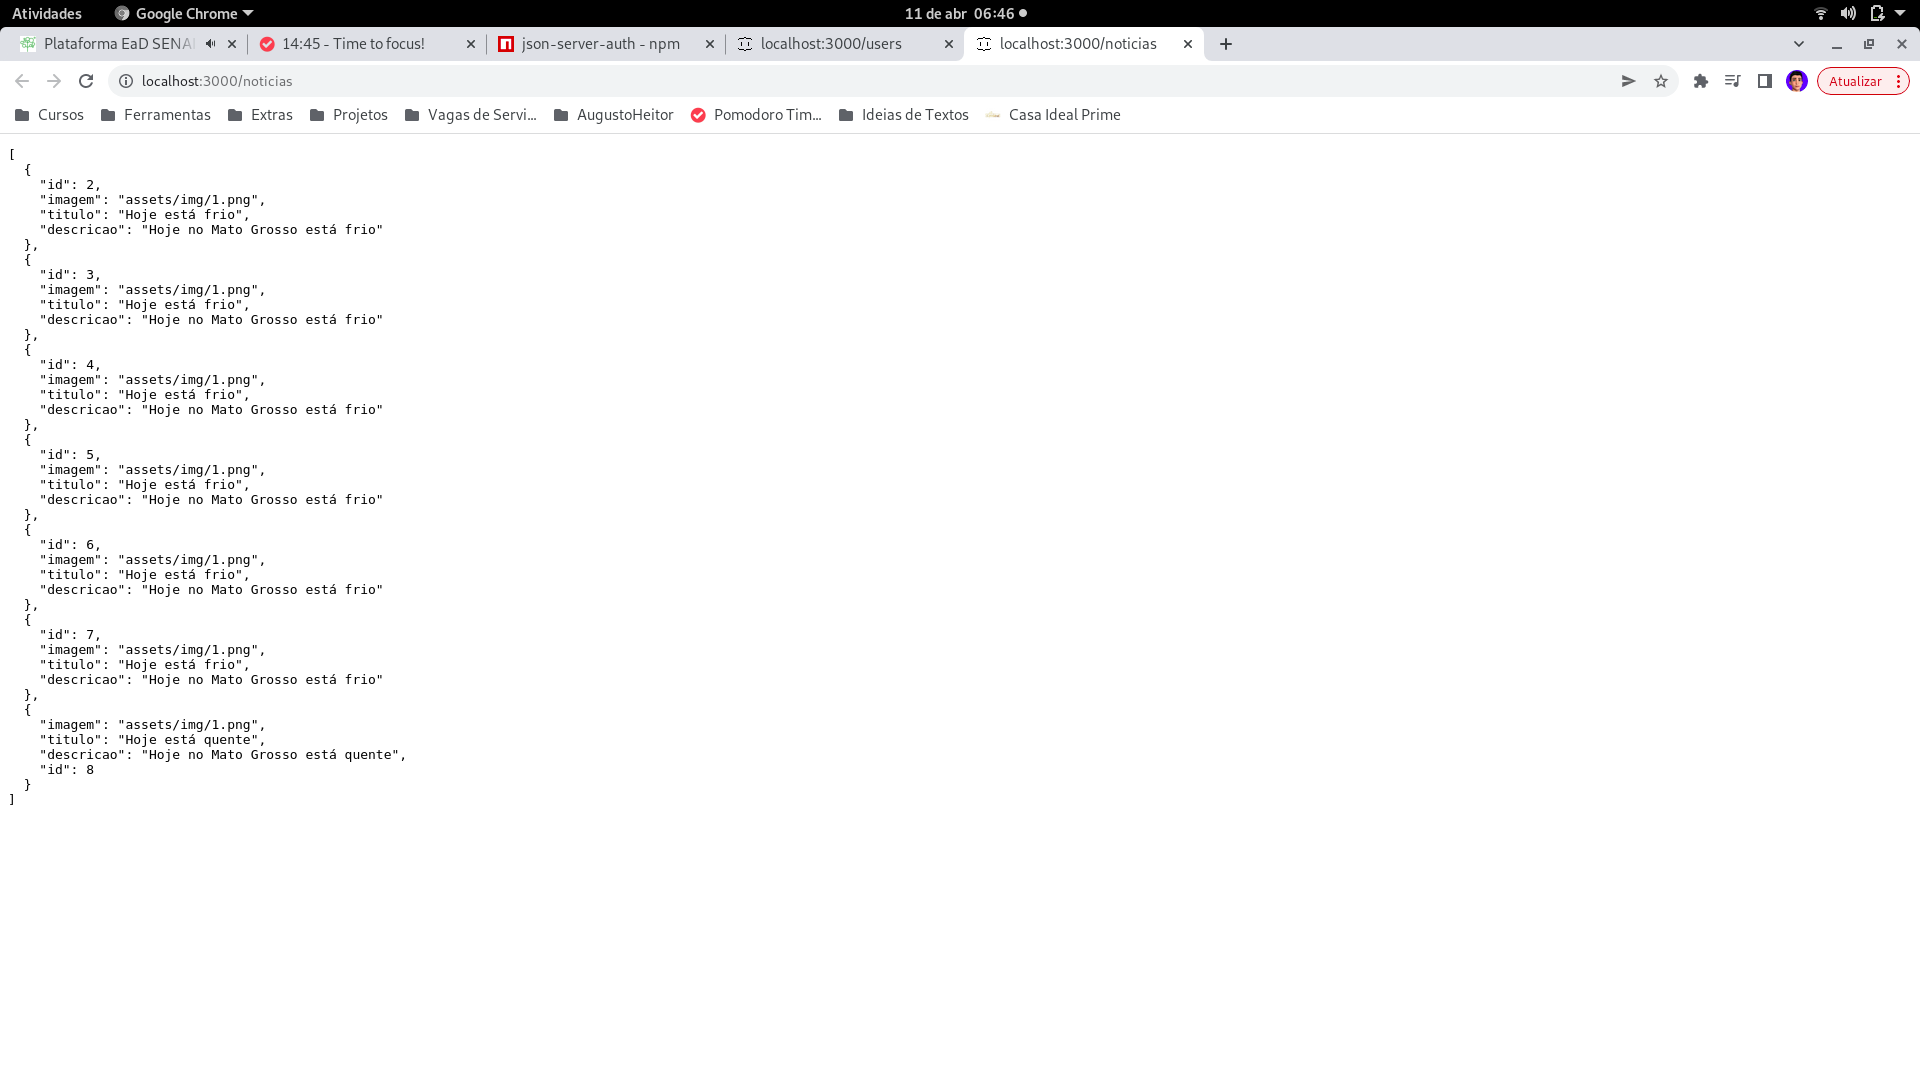 Atividades
Google Chrome
11 de abr 06:46
Plataforma EaD SENA
14:45 - Time to focus!
json-server-auth - npm
localhost:3000/users
localhost:3000/noticias
localhost:3000/noticias
Atualizar
Cursos
Ferramentas
Extras
Projetos
Vagas de Servi...
AugustoHeitor
Pomodoro Tim...
Ideias de Textos
Casa Ideal Prime
[
  {
    "id": 2,
    "imagem": "assets/img/1.png",
    "titulo": "Hoje está frio",
    "descricao": "Hoje no Mato Grosso está frio"
  },
  {
    "id": 3,
    "imagem": "assets/img/1.png",
    "titulo": "Hoje está frio",
    "descricao": "Hoje no Mato Grosso está frio"
  },
  {
    "id": 4,
    "imagem": "assets/img/1.png",
    "titulo": "Hoje está frio",
    "descricao": "Hoje no Mato Grosso está frio"
  },
  {
    "id": 5,
    "imagem": "assets/img/1.png",
    "titulo": "Hoje está frio",
    "descricao": "Hoje no Mato Grosso está frio"
  },
  {
    "id": 6,
    "imagem": "assets/img/1.png",
    "titulo": "Hoje está frio",
    "descricao": "Hoje no Mato Grosso está frio"
  },
  {
    "id": 7,
    "imagem": "assets/img/1.png",
    "titulo": "Hoje está frio",
    "descricao": "Hoje no Mato Grosso está frio"
  },
  {
    "imagem": "assets/img/1.png",
    "titulo": "Hoje está quente",
    "descricao": "Hoje no Mato Grosso está quente",
    "id": 8
  }
]